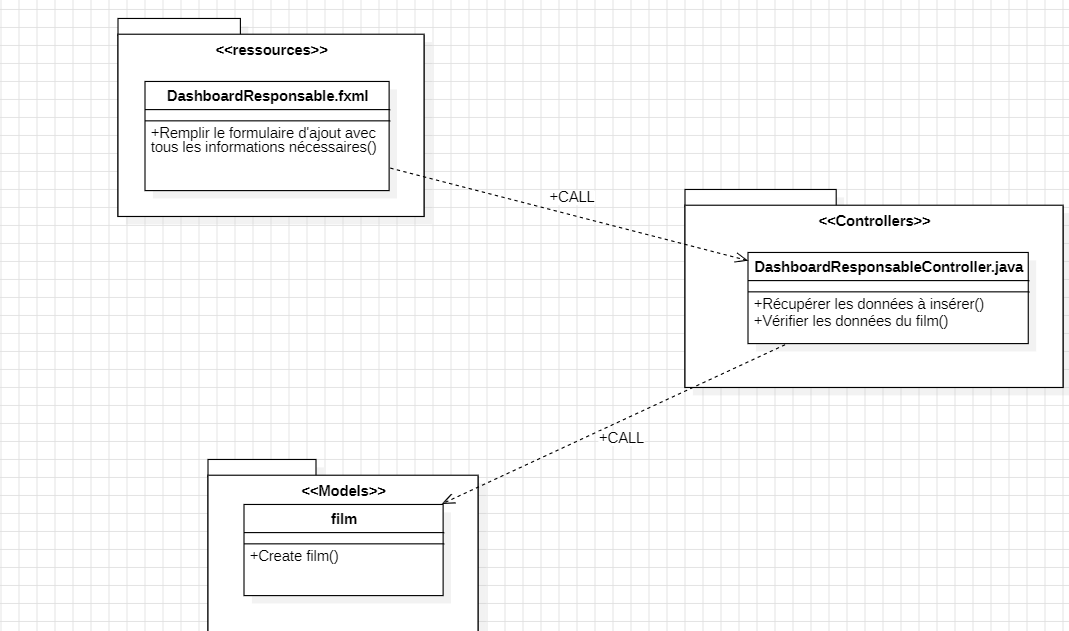 <<ressources>>
DashboardResponsable.fxml
+Remplir le formulaire d'ajout avec
tous les informations nécessaires()
+CALL
<<Controllers>>
DashboardResponsableController.java
+Récupérer les données à insérer()
+Vérifier les données du film()
+CALL
<<Models>>
film
+Create film()